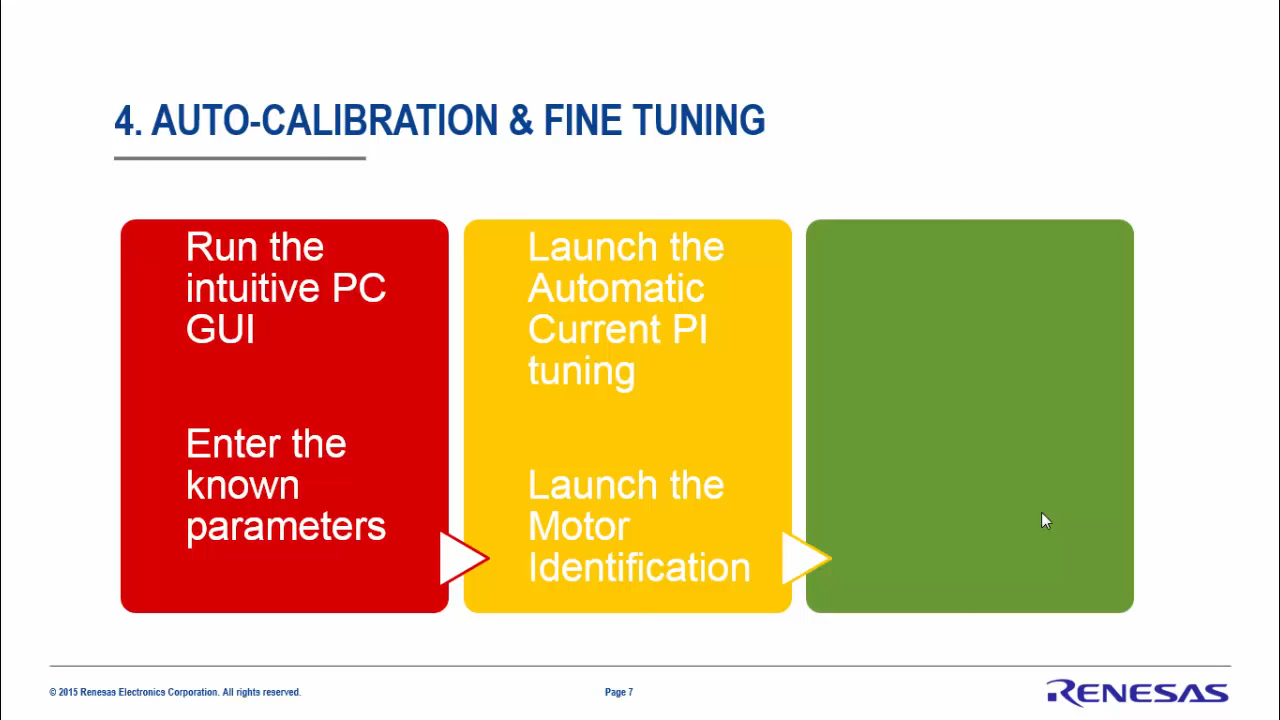 4. AUTO-CALIBRATION & FINE TUNING
Run the
intuitive PC
GUI
Enter the
known
parameters
Launch the
Automatic
Current PI
tuning
Launch the
Motor
Identification
© 2015 Renesas Electronics Corporation. All rights reserved.
Page 7
RENESAS